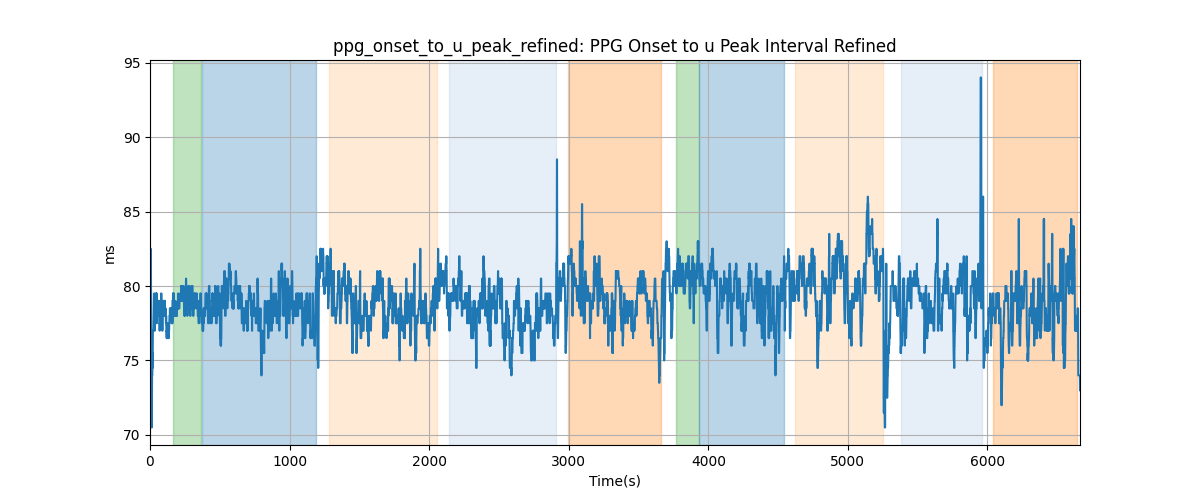 ppg_onset_to_u_peak_refined: PPG Onset to u Peak Interval Refined
95
90
85
80
75
70
ms
0 1000 2000 3000 4000 5000 6000
Time(s)